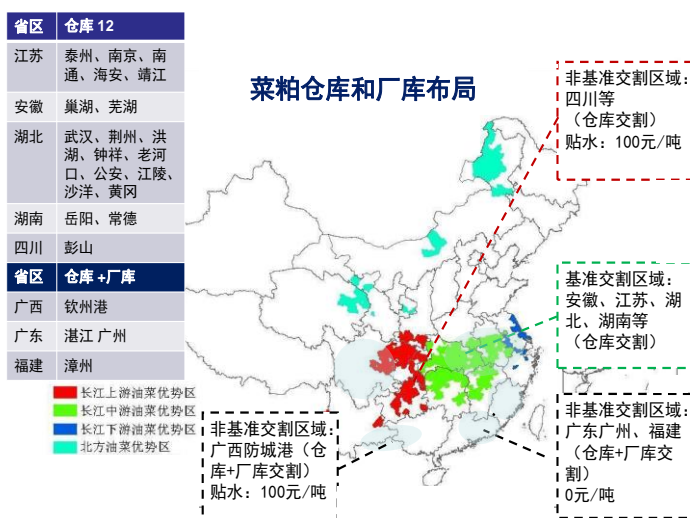 菜粕仓库和厂库布局
省区 仓库 12
江苏 泰州、南京、南
通、海安、靖江
安徽 巢湖、芜湖
湖北 武汉、荆州、洪
湖、钟祥、老河
口、公安、江陵、
沙洋、黄冈
湖南 岳阳、常德
四川 彭山
省区 仓库 +厂库
广西 钦州港
广东 湛江 广州
福建 漳州
长江上游油菜优势区
长江中游油菜优势区
长江下游油菜优势区
北方油菜优势区
非基准交割区域：
四川等
（仓库交割）
贴水：100元/吨
基准交割区域：
安徽、江苏、湖
北、湖南等
（仓库交割）
非基准交割区域：
广东广州、福建
（仓库+厂库交
割）
0元/吨
非基准交割区域：
广西防城港（仓
库+厂库交割）
贴水：100元/吨